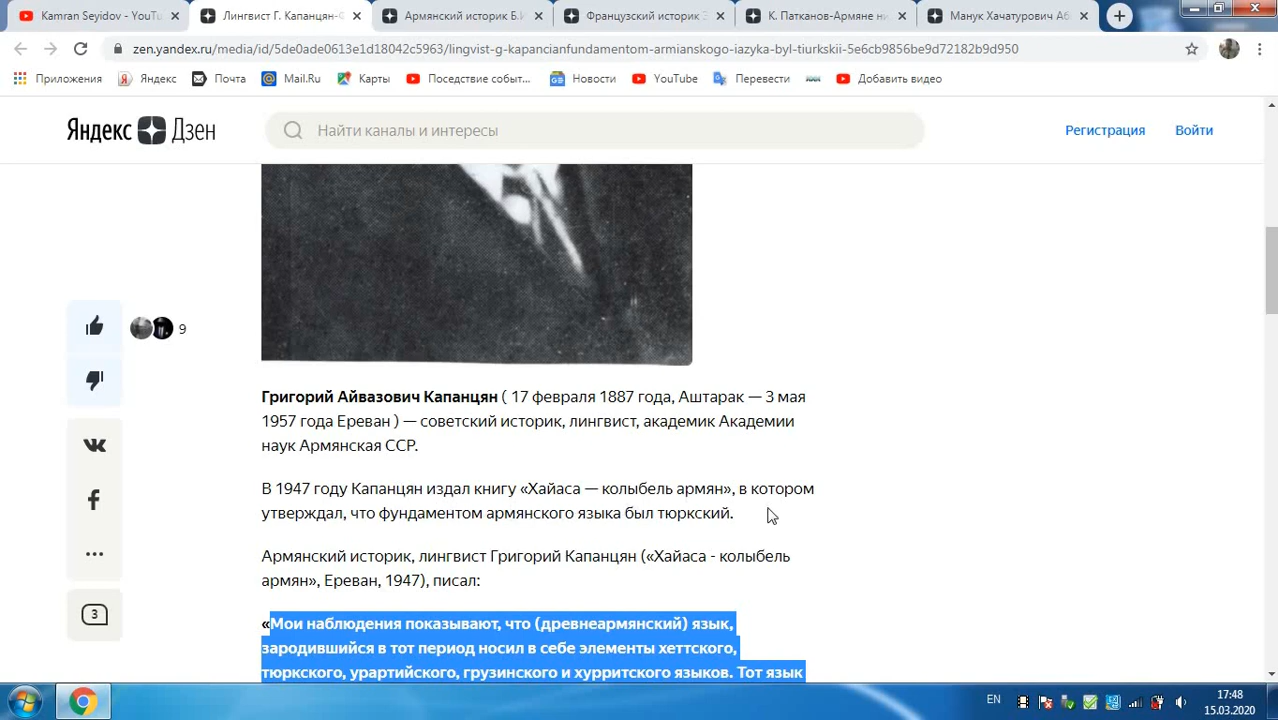 Kamran Seyidov - YouTu
Лингвист Г. Капанцян-Ф
Армянский историк Б.И
Французский историк Э
К. Патканов-Армяне ни
Манук Хачатурович Аб
zen.yandex.ru/media/id/5de0ade0613e1d18042c5963/lingvist-g-kapancianfundamentom-armianskogo-iazyka-byl-tiurkskii-5e6cb9856be9d72182b9d950
Приложения
Яндекс
Почта
Mail.Ru
Карты
Поседствие событ...
Новости
YouTube
Перевести
Добавить видео
Яндекс Дзен
Найти каналы и интересы
Регистрация
Войти
9
Григорий Айвазович Капанцян ( 17 февраля 1887 года, Аштарак — 3 мая
1957 года Ереван ) — советский историк, лингвист, академик Академии
наук Армянская ССР.
В 1947 году Капанцян издал книгу «Хайаса — колыбель армян», в котором
утверждал, что фундаментом армянского языка был тюркский.
Армянский историк, лингвист Григорий Капанцян («Хайаса - колыбель
армян», Ереван, 1947), писал:
3
«Мои наблюдения показывают, что (древнеармянский) язык,
зародившийся в тот период носил в себе элементы хеттского,
тюркского, урартийского, грузинского и хурритского языков. Тот язык
EN
17:48
15.03.2020